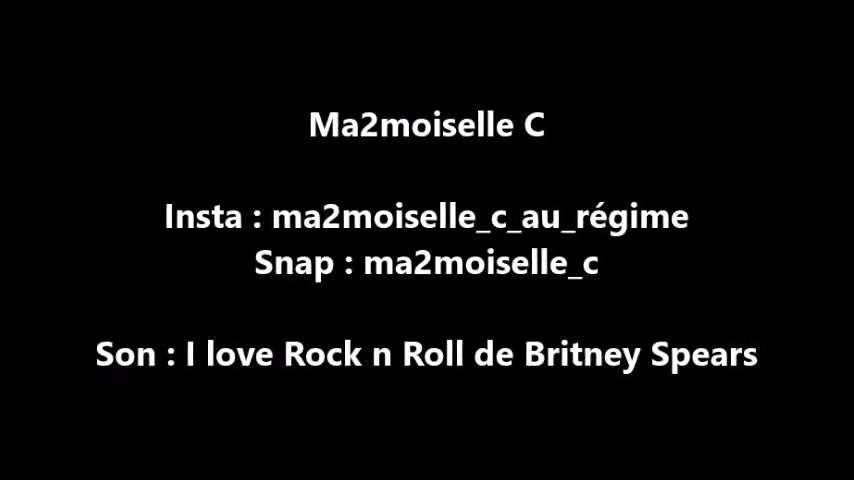 Ma2moiselle C
Insta : ma2moiselle_c_au_régime
Snap : ma2moiselle_c
Son : I love Rock n Roll de Britney Spears